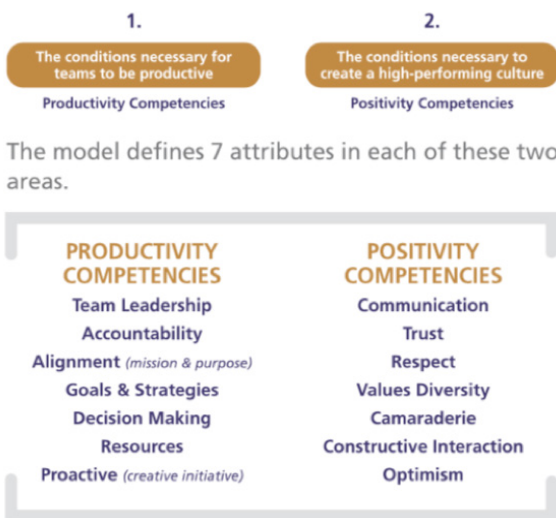 1.
The conditions necessary for
teams to be productive
Productivity Competencies
2.
The conditions necessary to
create a high-performing culture
Positivity Competencies
The model defines 7 attributes in each of these two
areas.
PRODUCTIVITY
COMPETENCIES
Team Leadership
Accountability
Alignment (mission & purpose)
Goals & Strategies
Decision Making
Resources
Proactive (creative initiative)
POSITIVITY
COMPETENCIES
Communication
Trust
Respect
Values Diversity
Camaraderie
Constructive Interaction
Optimism